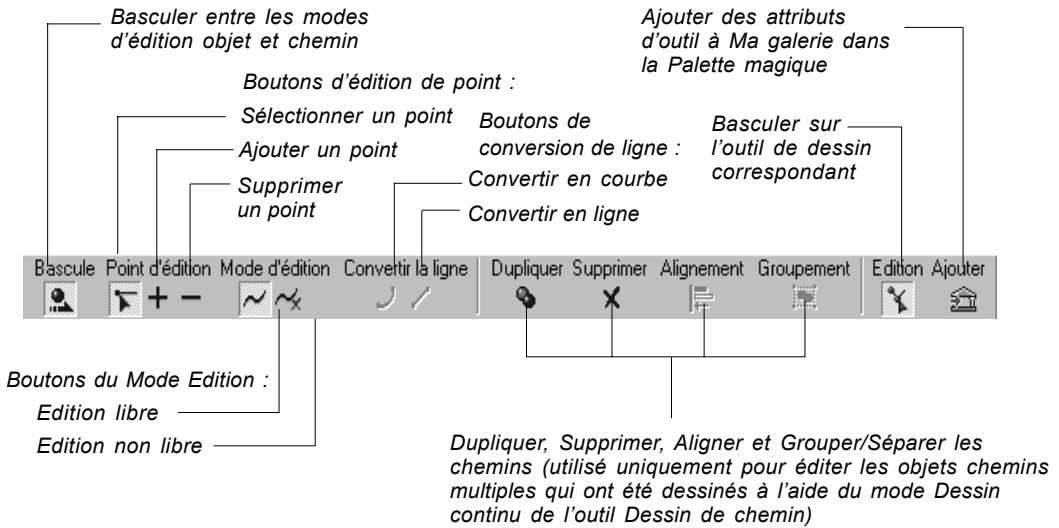 Basculer entre les modes
d'édition objet et chemin
Ajouter des attributs
d'outil à Ma galerie dans
la Palette magique
Boutons d'édition de point :
Sélectionner un point
Ajouter un point
Supprimer
un point
Boutons de
conversion de ligne :
Convertir en courbe
Convertir en ligne
Basculer sur
l'outil de dessin
correspondant
Bascule Point d'édition Mode d'édition Convertir la ligne Dupliquer Supprimer Alignement Groupement Edition Ajouter
Boutons du Mode Edition :
Edition libre
Edition non libre
Dupliquer, Supprimer, Aligner et Grouper/Séparer les
chemins (utilisé uniquement pour éditer les objets chemins
multiples qui ont été dessinés à l'aide du mode Dessin
continu de l'outil Dessin de chemin)